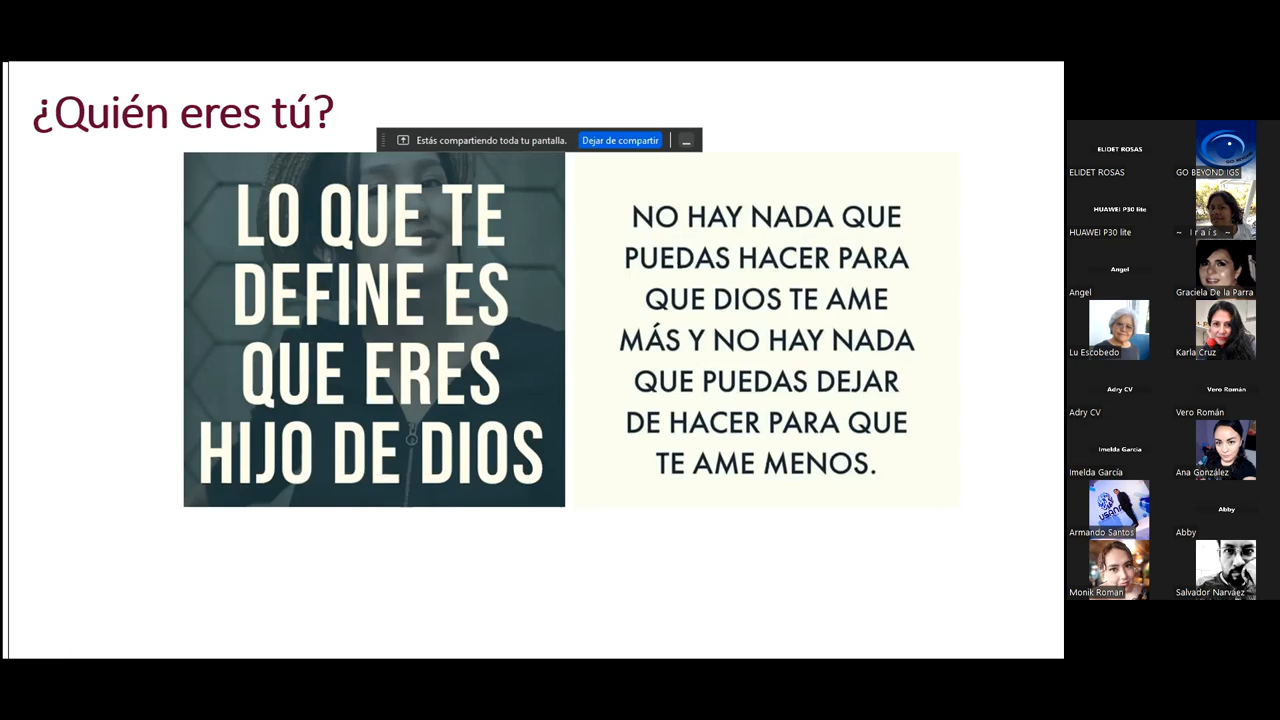 ¿Quién eres tú?
Estás compartiendo toda tu pantalla. Dejar de compartir
LO QUE TE
DEFINE ES
QUE ERES
HIJO DE DIOS
NO HAY NADA QUE
PUEDAS HACER PARA
QUE DIOS TE AME
MÁS Y NO HAY NADA
QUE PUEDAS DEJAR
DE HACER PARA QUE
TE AME MENOS.
ELIDET ROSAS
ELIDET ROSAS
GO BEYOND IGS
HUAWEI P30 lite
HUAWEI P30 lite
~ I r a i s ~
Angel
Angel
Graciela De la Parra
Lu Escobedo
Karla Cruz
Adry CV
Adry CV
Vero Román
Vero Román
Imelda García
Imelda García
Ana González
USANA
Armando Santos
Abby
Abby
Monik Roman
Salvador Narváez